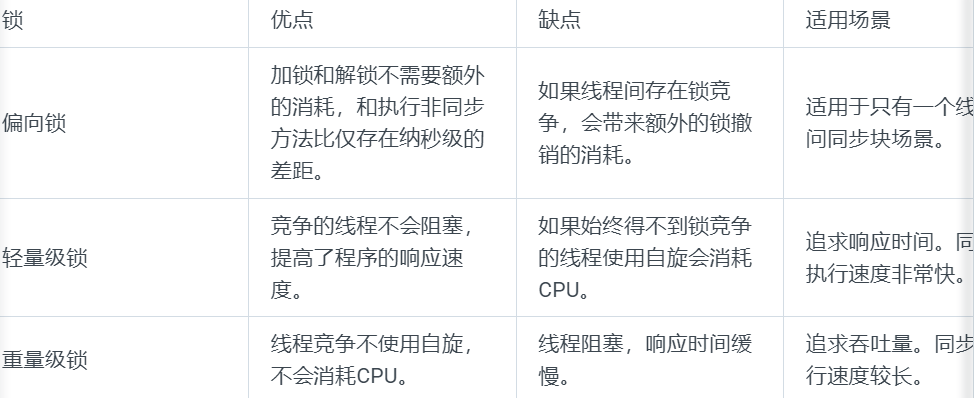 锁
优点
缺点
适用场景
偏向锁
加锁和解锁不需要额外
的消耗，和执行非同步
方法比仅存在纳秒级的
差距。
如果线程间存在锁竞
争，会带来额外的锁撤
销的消耗。
适用于只有一个线
问同步块场景。
轻量级锁
竞争的线程不会阻塞，
提高了程序的响应速
度。
如果始终得不到锁竞争
的线程使用自旋会消耗
CPU。
追求响应时间。同
执行速度非常快。
重量级锁
线程竞争不使用自旋，
不会消耗CPU。
线程阻塞，响应时间缓
慢。
追求吞吐量。同步
行速度较长。